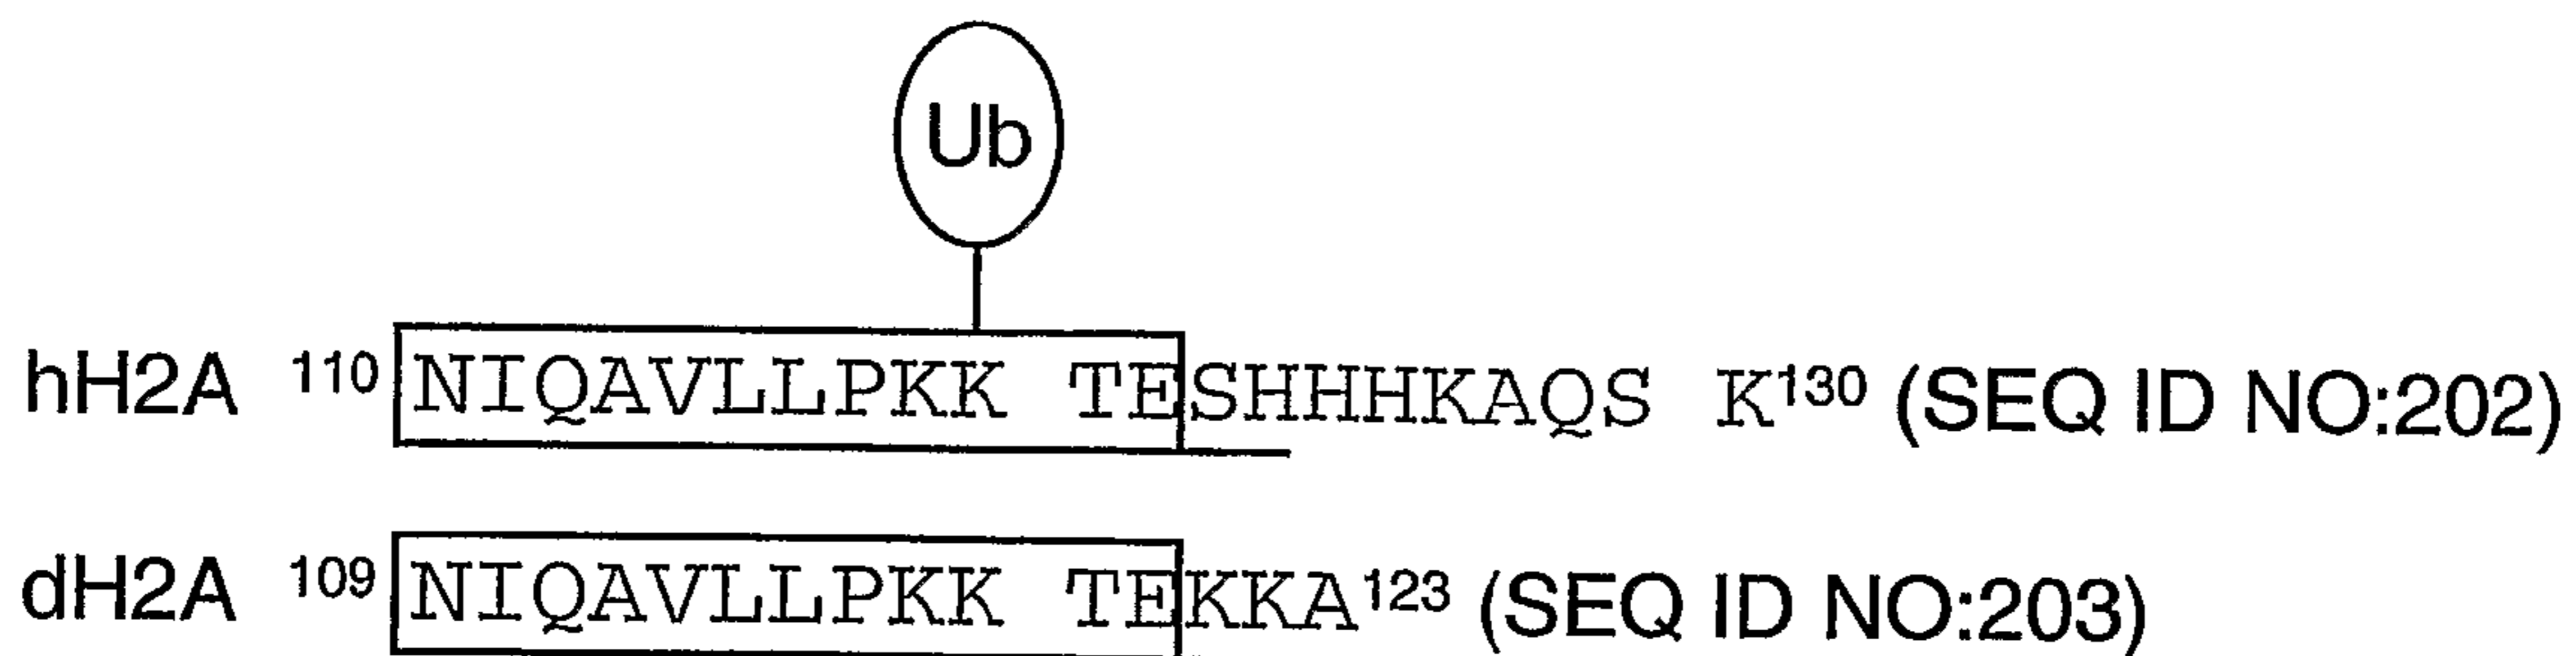 Ub
hH2A 110 NIQAVLLPKK TESHHHKAQS K130 (SEQ ID NO:202)
dH2A 109 NIQAVLLPKK TEKKA123 (SEQ ID NO:203)